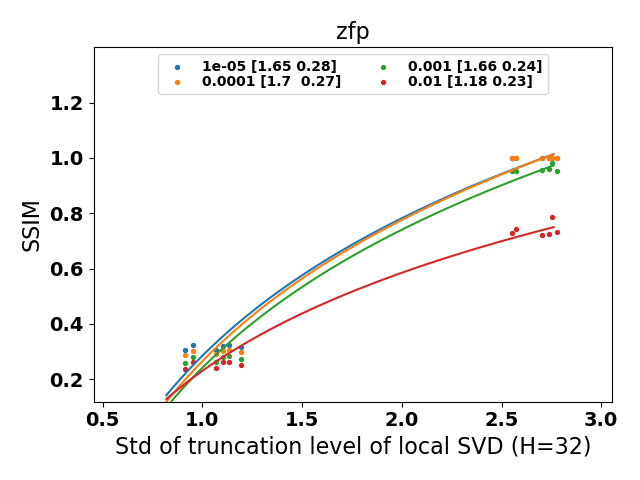 zfp
1e-05 [1.65 0.28]
0.0001 [1.7  0.27]
0.001 [1.66 0.24]
0.01 [1.18 0.23]
SSIM
1.2
1.0
0.8
0.6
0.4
0.2
0.5 1.0 1.5 2.0 2.5 3.0
Std of truncation level of local SVD (H=32)